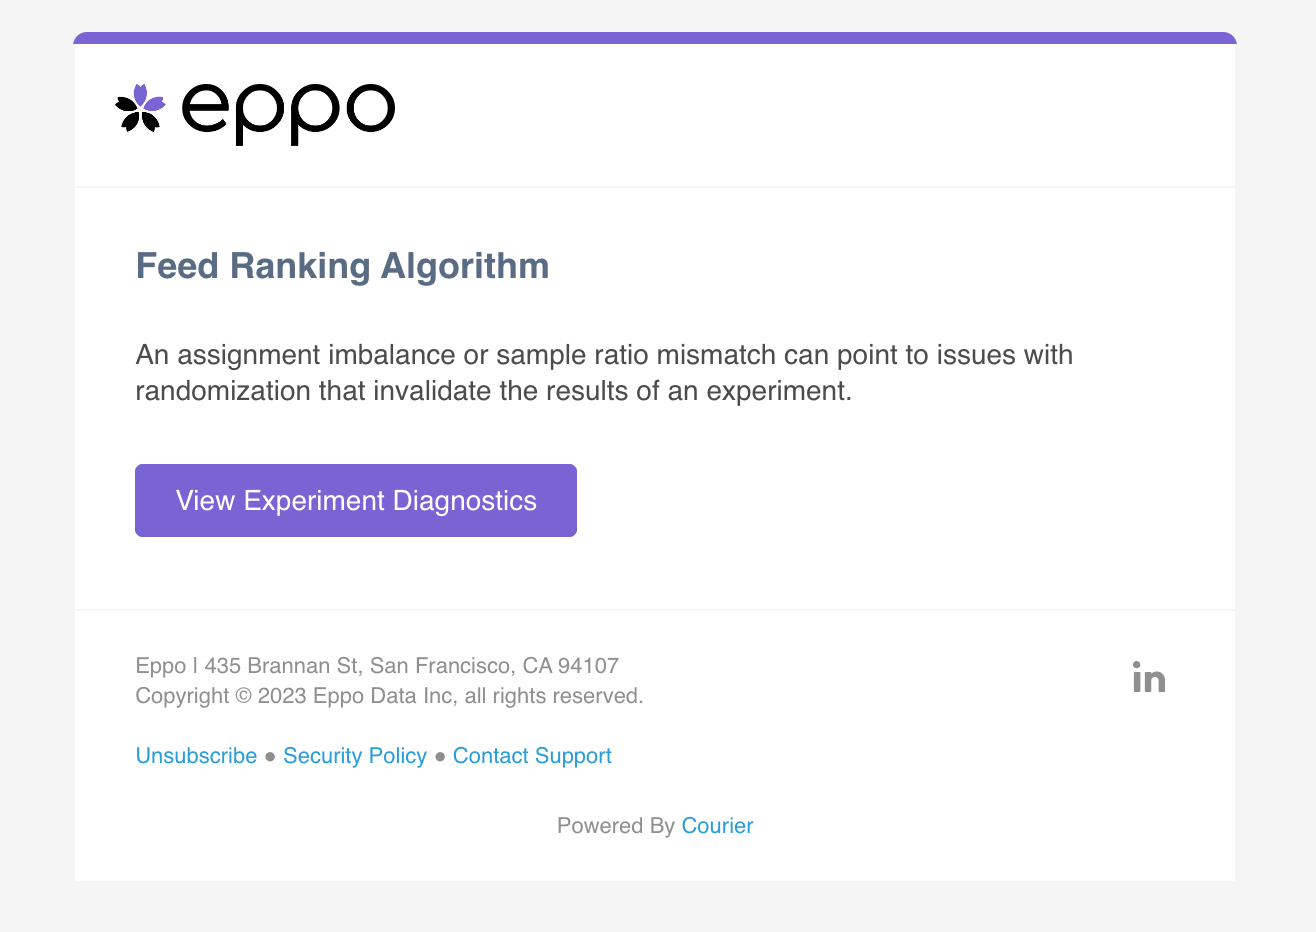 eppo
Feed Ranking Algorithm
An assignment imbalance or sample ratio mismatch can point to issues with
randomization that invalidate the results of an experiment.
View Experiment Diagnostics
Eppo | 435 Brannan St, San Francisco, CA 94107
Copyright © 2023 Eppo Data Inc, all rights reserved.
in
Unsubscribe ● Security Policy ● Contact Support
Powered By Courier